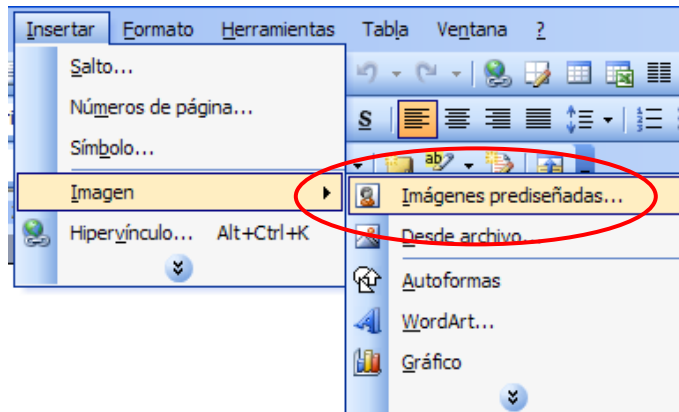 Insertar Formato Herramientas Tabla Ventana ?
Salto...
Números de página...
Símbolo...
Imagen
Hipervínculo... Alt+Ctrl+K
S
ab
Imágenes prediseñadas...
Desde archivo...
Autoformas
WordArt...
Gráfico